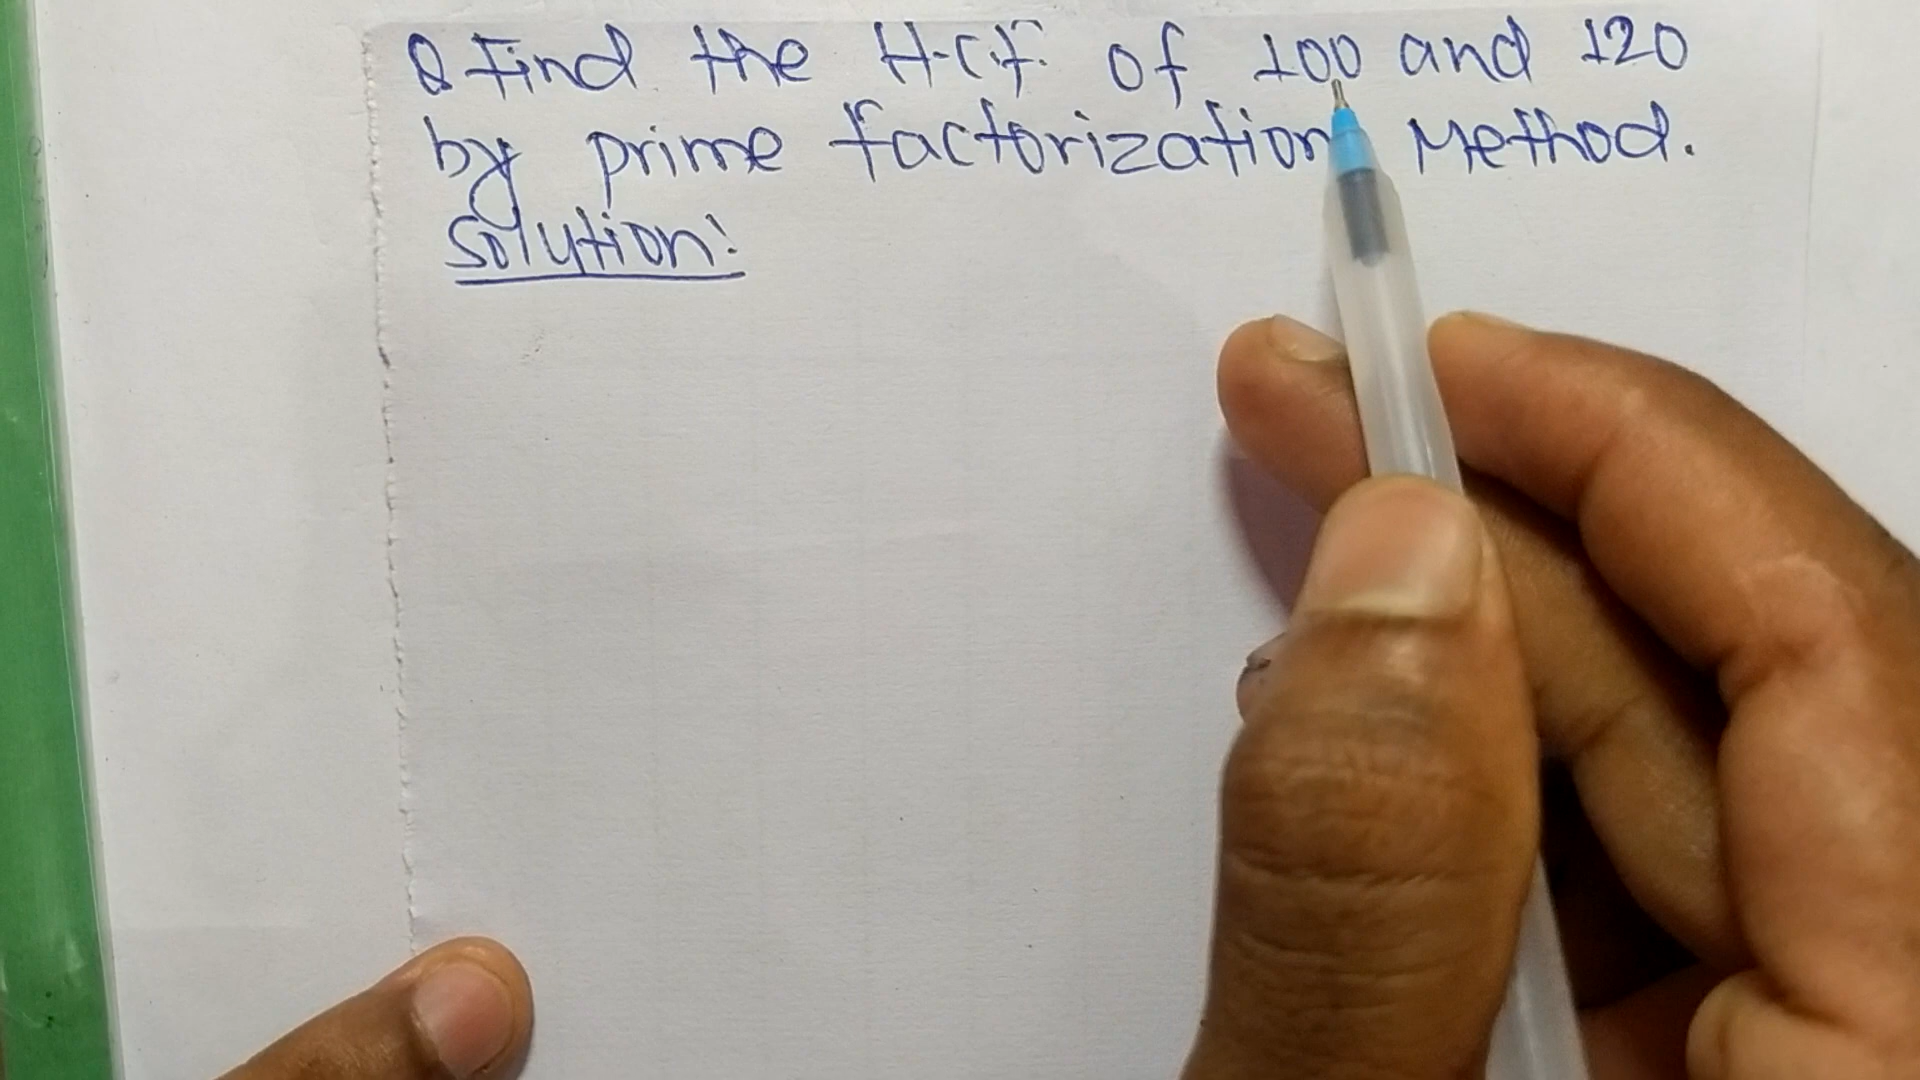 Q Find the H.C.F. of 100 and 120
by prime factorization Method.
Solution: